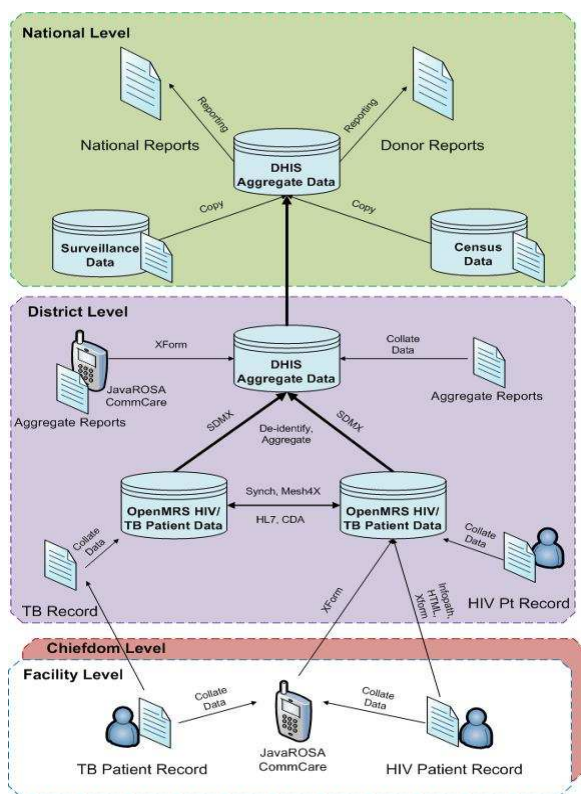 National Level
Reporting
Reporting
National Reports
Donor Reports
DHIS
Aggregate Data
Copy
Copy
Surveillance
Data
Census
Data
District Level
XForm
Collate
Data
JavaROSA
CommCare
DHIS
Aggregate Data
Aggregate Reports
Aggregate Reports
SDMX
De-identify,
Aggregate
SDMX
OpenMRS HIV/
TB Patient Data
Synch, Mesh4X
HL7, CDA
OpenMRS HIV/
TB Patient Data
Collate
Data
Collate
Data
TB Record
HIV Pt Record
XForm
Infopath,
HTML,
Xform
Chiefdom Level
Facility Level
Collate
Data
Collate
Data
TB Patient Record
JavaROSA
CommCare
HIV Patient Record